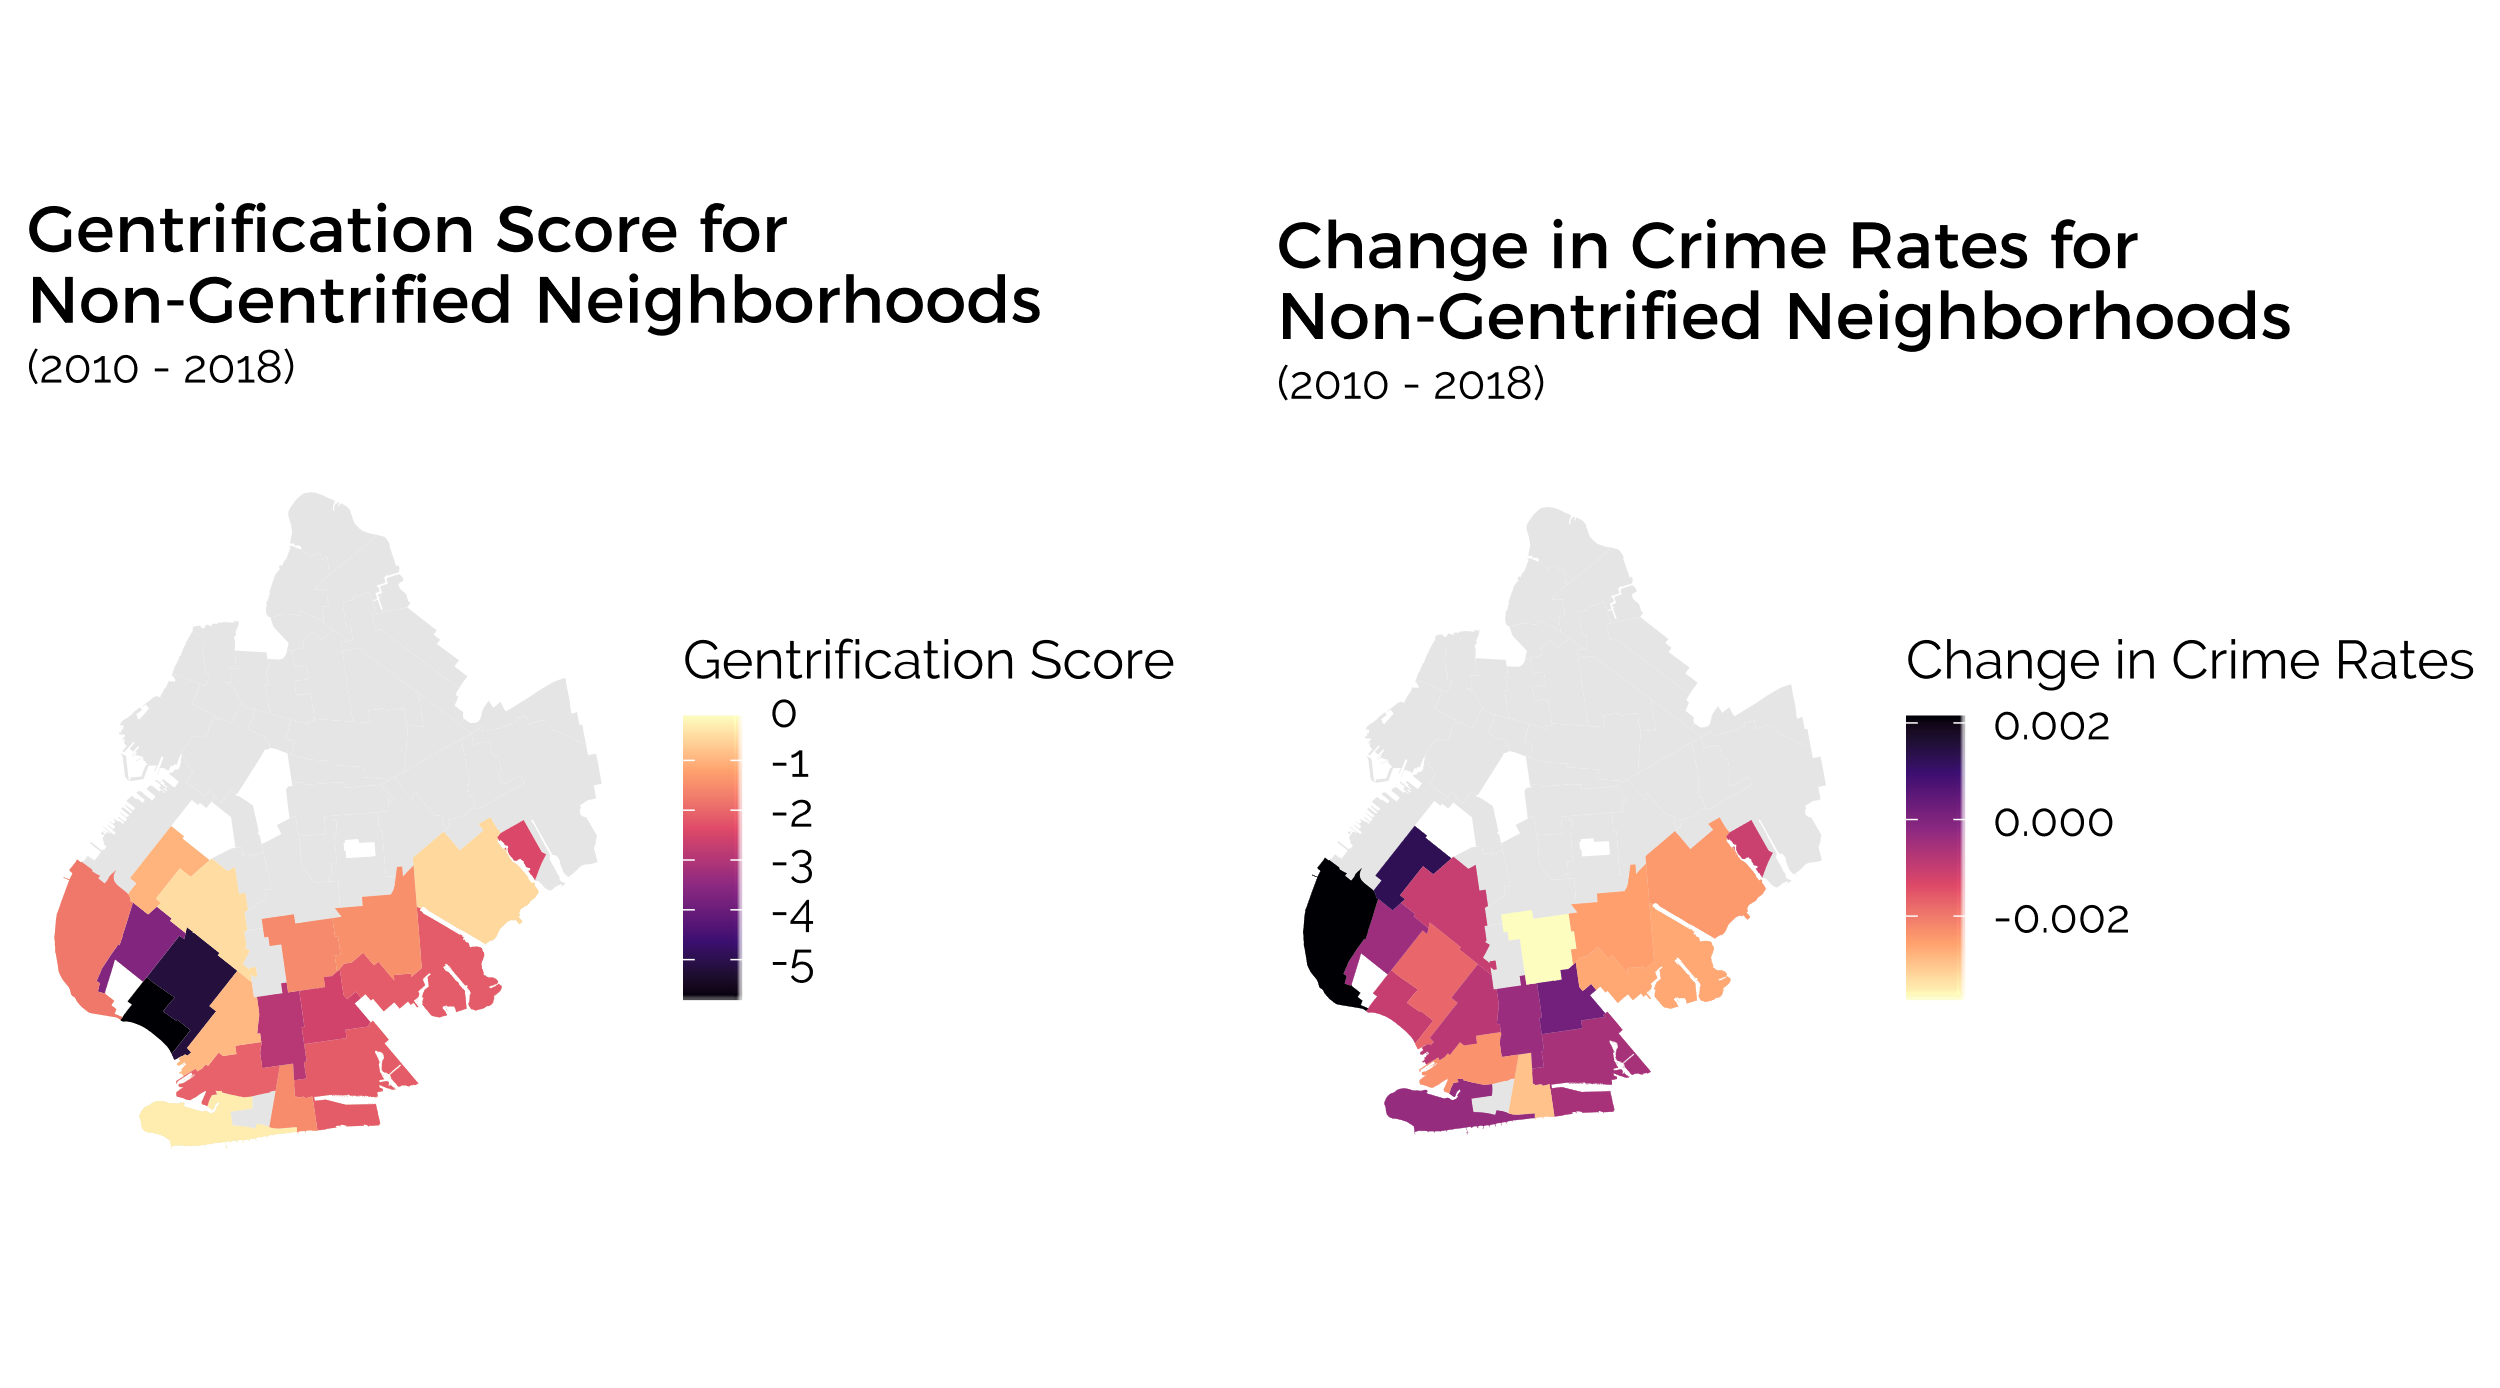 Gentrification Score for
Non-Gentrified Neighborhoods
(2010 - 2018)
Gentrification Score
0
-1
-2
-3
-4
-5
Change in Crime Rates for
Non-Gentrified Neighborhoods
(2010 - 2018)
Change in Crime Rates
0.002
0.000
-0.002